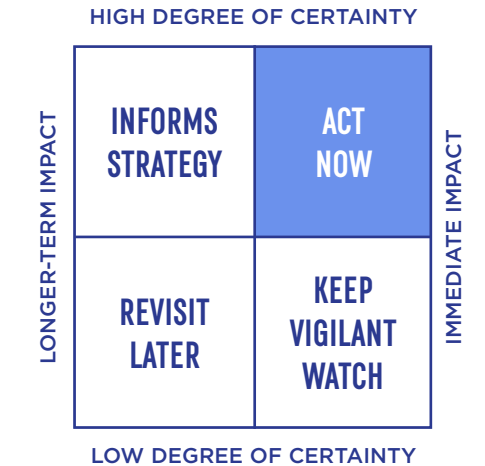 HIGH DEGREE OF CERTAINTY
LONGER-TERM IMPACT
INFORMS
STRATEGY
ACT
NOW
IMMEDIATE IMPACT
REVISIT
LATER
KEEP
VIGILANT
WATCH
LOW DEGREE OF CERTAINTY